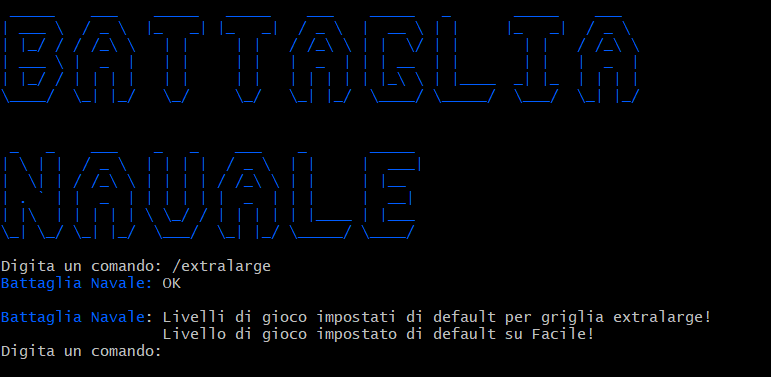 BATTAGLIA
NAVALE
Digita un comando: /extralarge
Battaglia Navale: OK
Battaglia Navale: Livelli di gioco impostati di default per griglia extralarge!
Livello di gioco impostato di default su Facile!
Digita un comando: